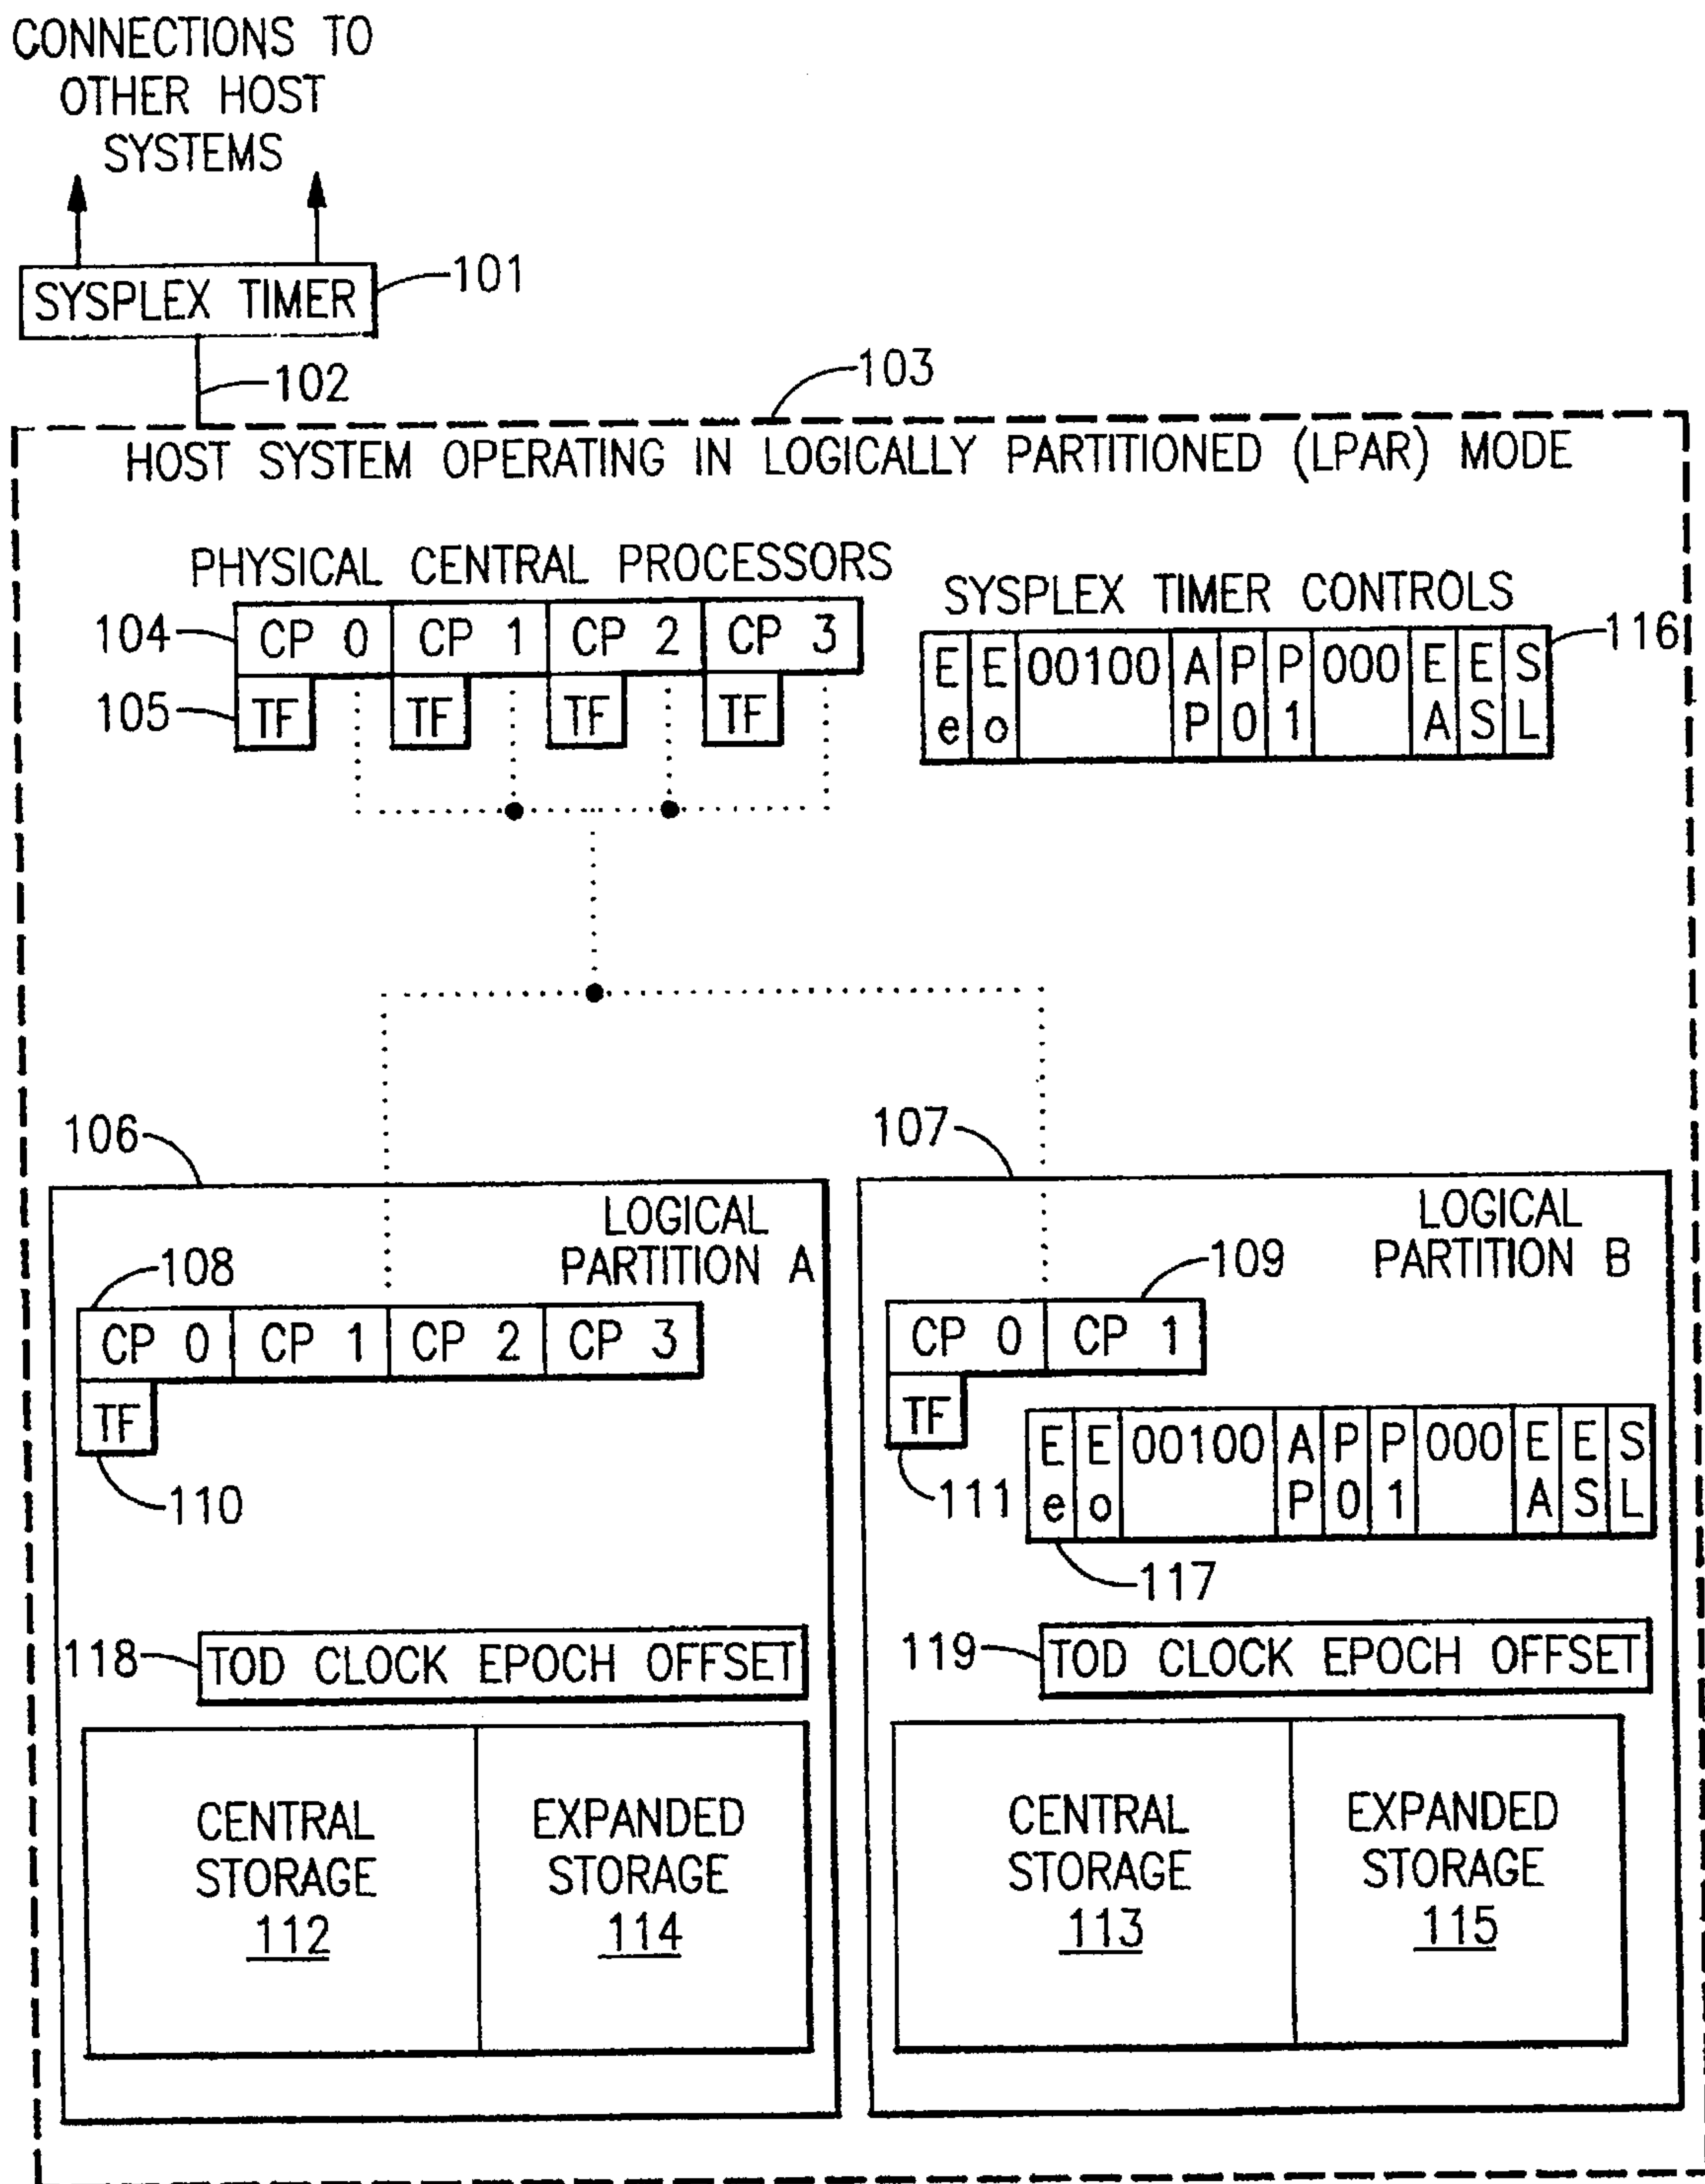 CONNECTIONS TO
OTHER HOST
SYSTEMS
SYSPLEX TIMER
101
102
103
HOST SYSTEM OPERATING IN LOGICALLY PARTITIONED (LPAR) MODE
PHYSICAL CENTRAL PROCESSORS
104
CP 0 CP 1 CP 2 CP 3
105
TF TF TF TF
SYSPLEX TIMER CONTROLS
116
E E 00100 A P P 000 E E S
e o P 0 1 A S L
106
LOGICAL
PARTITION A
108
CP 0 CP 1 CP 2 CP 3
TF
110
118
TOD CLOCK EPOCH OFFSET
CENTRAL
STORAGE
112
EXPANDED
STORAGE
114
107
LOGICAL
PARTITION B
109
CP 0 CP 1
TF
111
E E 00100 A P P 000 E E S
e o P 0 1 A S L
117
119
TOD CLOCK EPOCH OFFSET
CENTRAL
STORAGE
113
EXPANDED
STORAGE
115